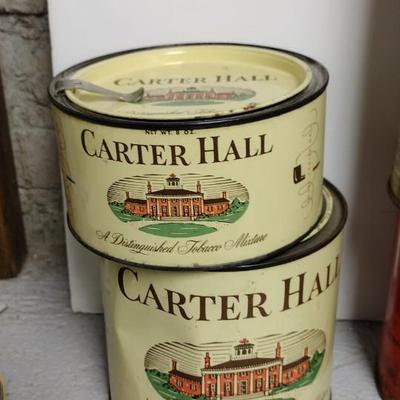 CARTER HALL
NET WT. 8 OZ.
CARTER HALL
A Distinguished Tobacco Mixture
CARTER HALL